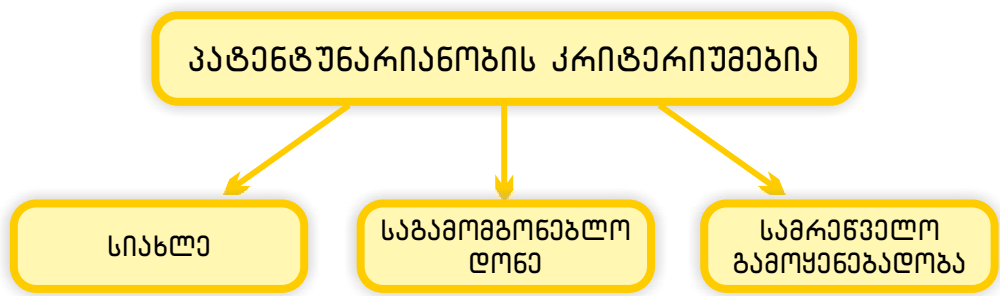 პატენტუნარიანობის კრიტერიუმებია
სიახლე
საგამომგონებლო
დონე
სამრეწველო
გამოყენებადობა